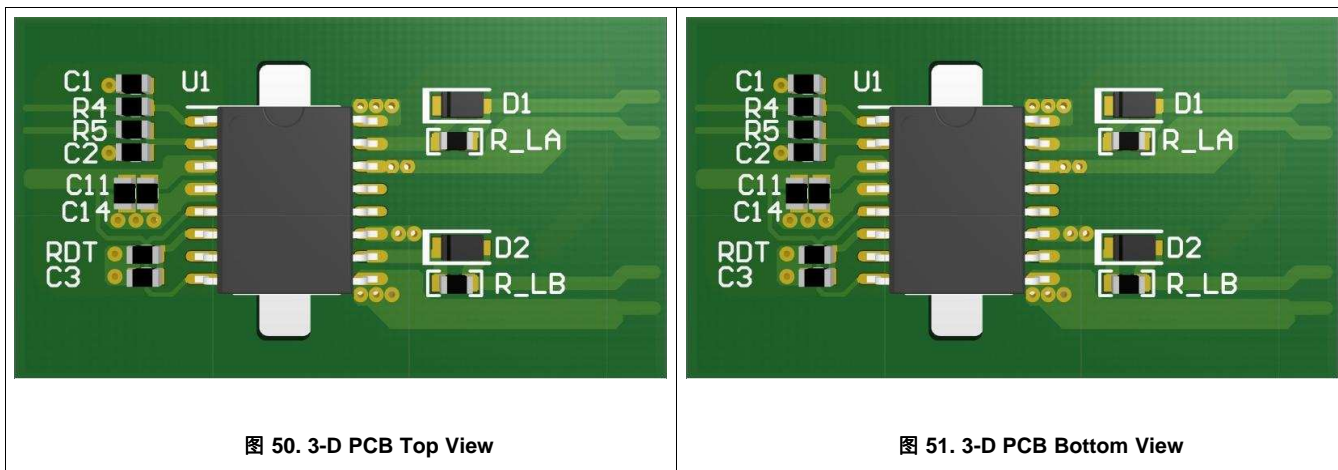 C1
U1
R4
R5
C2
C11
C14
RDT
C3
D1
R_LA
D2
R_LB
图 50. 3-D PCB Top View
C1
U1
R4
R5
C2
C11
C14
RDT
C3
D1
R_LA
D2
R_LB
图 51. 3-D PCB Bottom View